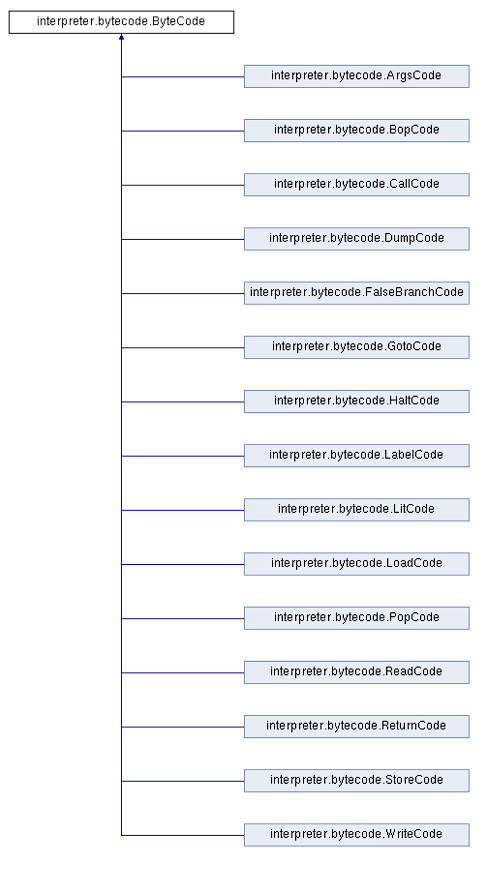 interpreter.bytecode.ByteCode
interpreter.bytecode.ArgsCode
interpreter.bytecode.BopCode
interpreter.bytecode.CallCode
interpreter.bytecode.DumpCode
interpreter.bytecode.FalseBranchCode
interpreter.bytecode.GotoCode
interpreter.bytecode.HaltCode
interpreter.bytecode.LabelCode
interpreter.bytecode.LitCode
interpreter.bytecode.LoadCode
interpreter.bytecode.PopCode
interpreter.bytecode.ReadCode
interpreter.bytecode.ReturnCode
interpreter.bytecode.StoreCode
interpreter.bytecode.WriteCode